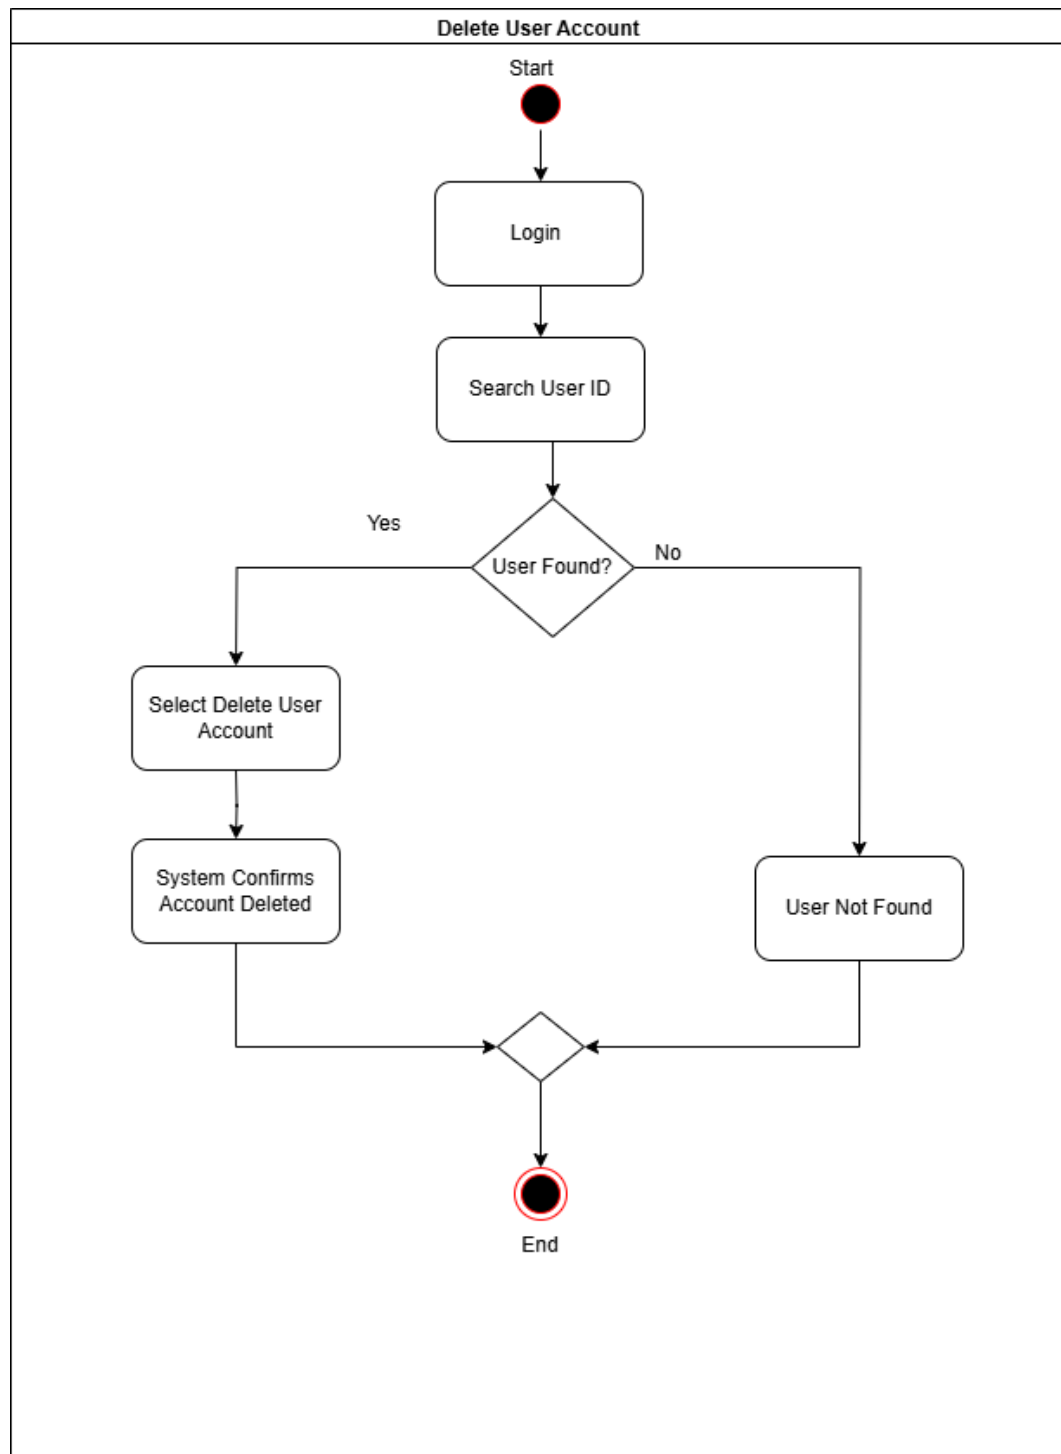 Delete User Account
Start
Login
Search User ID
Yes
User Found?
No
Select Delete User
Account
System Confirms
Account Deleted
User Not Found
End